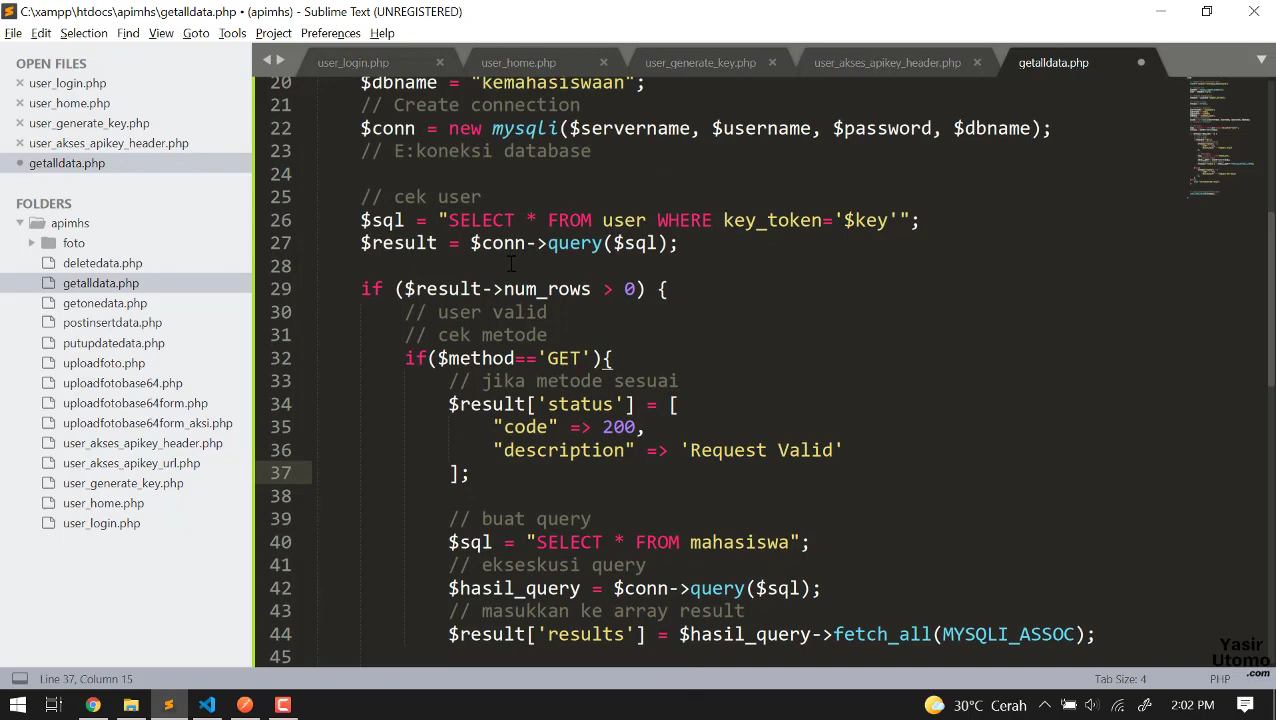 C:\xampp\htdocs\apimhs\getalldata.php • (apimhs) - Sublime Text (UNREGISTERED)
File Edit Selection Find View Goto Tools Project Preferences Help
OPEN FILES
user_login.php
user_home.php
user_generate_key.php
user_akses_apikey_header.php
getalldata.php
FOLDERS
apimhs
foto
deletedata.php
getalldata.php
getonedata.php
postinsertdata.php
putupdatedata.php
uploadfoto.php
uploadfotobase64.php
uploadfotobase64form.php
uploadfotobase64form_aksi.php
user_akses_apikey_header.php
user_akses_apikey_url.php
user_generate_key.php
user_home.php
user_login.php
user_login.php user_home.php user_generate_key.php user_akses_apikey_header.php getalldata.php
20 $dbname = "kemahasiswaan";
21 // Create connection
22 $conn = new mysqli($servername, $username, $password, $dbname);
23 // E:koneksi database
24
25 // cek user
26 $sql = "SELECT * FROM user WHERE key_token='$key'";
27 $result = $conn->query($sql);
28
29 if ($result->num_rows > 0) {
30 // user valid
31 // cek metode
32 if($method=='GET'){
33 // jika metode sesuai
34 $result['status'] = [
35 "code" => 200,
36 "description" => 'Request Valid'
37 ];
38
39 // buat query
40 $sql = "SELECT * FROM mahasiswa";
41 // ekseskusi query
42 $hasil_query = $conn->query($sql);
43 // masukkan ke array result
44 $result['results'] = $hasil_query->fetch_all(MYSQLI_ASSOC);
45
Yasir
Utomo
.com
Line 37, Column 15 Tab Size: 4 PHP
30°C Cerah 2:02 PM